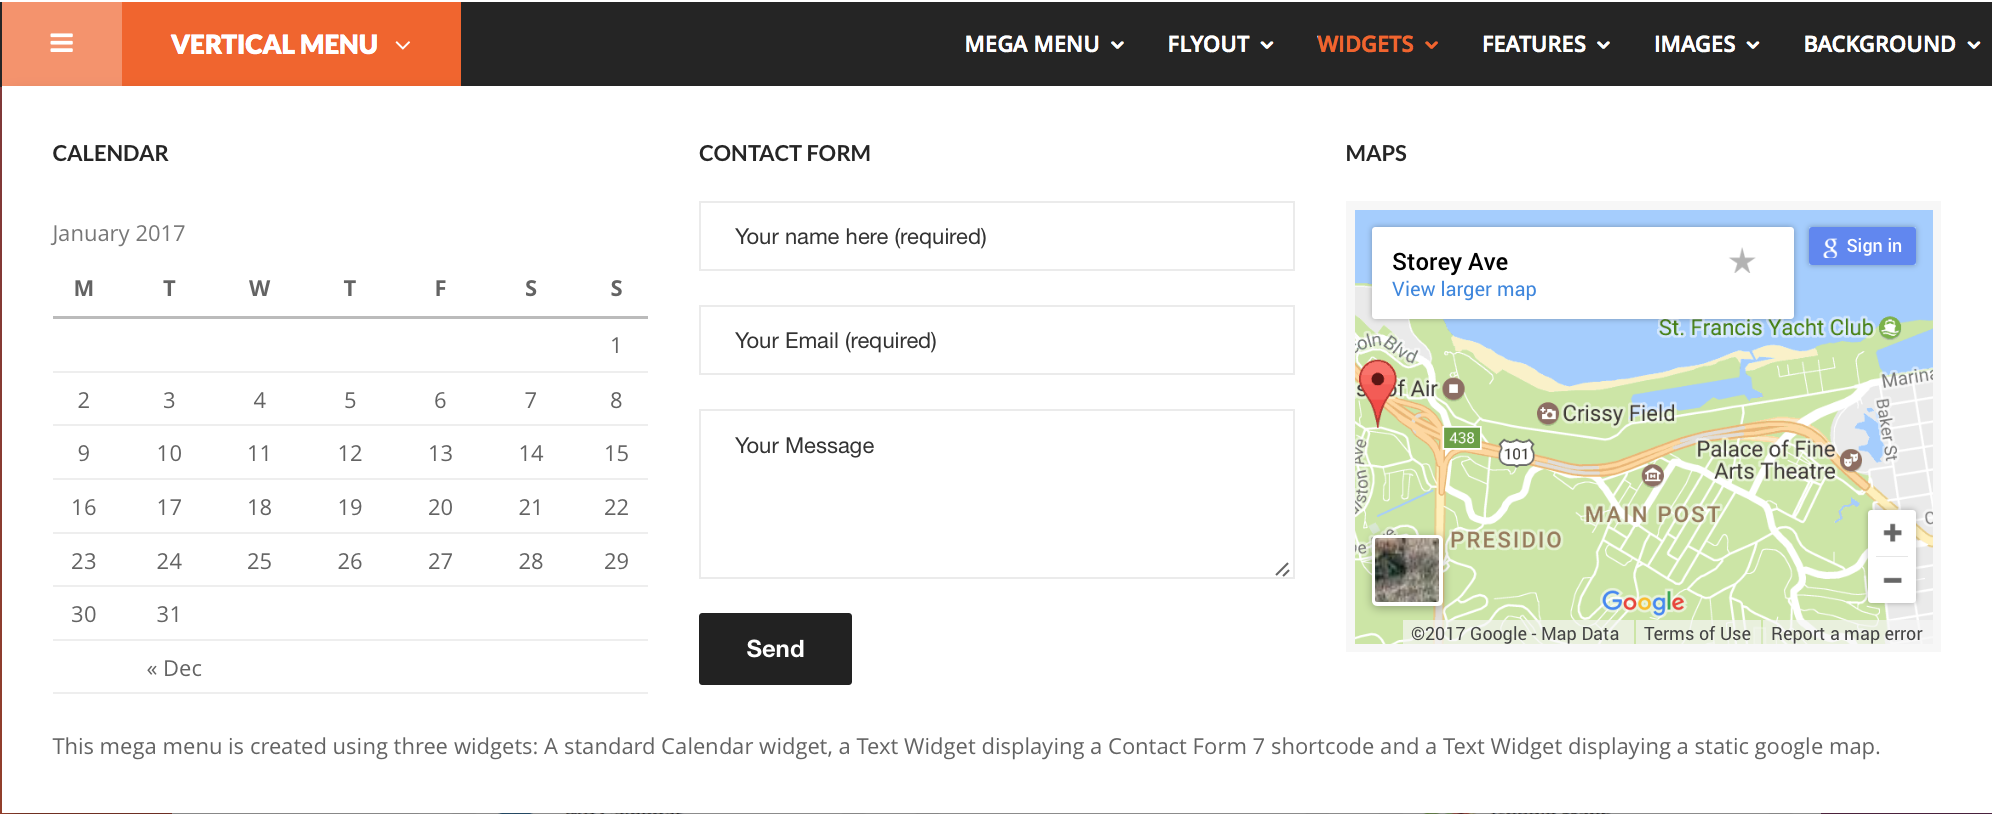 VERTICAL MENU
MEGA MENU
FLYOUT
WIDGETS
FEATURES
IMAGES
BACKGROUND
CALENDAR
January 2017
M T W T F S S
1
2 3 4 5 6 7 8
9 10 11 12 13 14 15
16 17 18 19 20 21 22
23 24 25 26 27 28 29
30 31
« Dec
CONTACT FORM
Your name here (required)
Your Email (required)
Your Message
Send
MAPS
Storey Ave
View larger map
g Sign in
St. Francis Yacht Club
oln Blvd
of Air
Marina
Crissy Field
Baker St
438
101
Palace of Fine
Arts Theatre
MAIN POST
PRESIDIO
Google
©2017 Google - Map Data
Terms of Use
Report a map error
This mega menu is created using three widgets: A standard Calendar widget, a Text Widget displaying a Contact Form 7 shortcode and a Text Widget displaying a static google map.